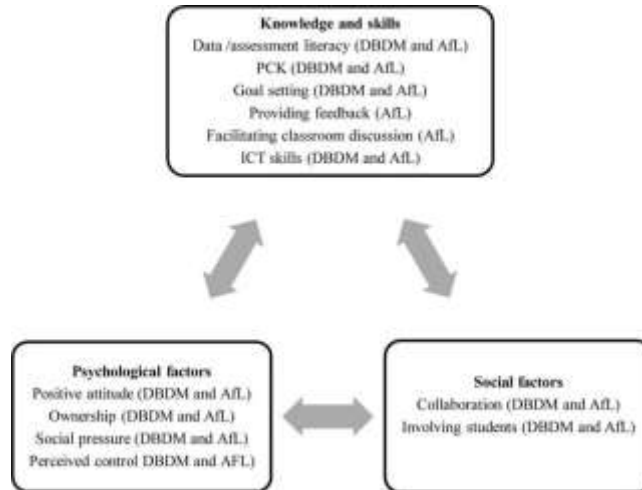 Knowledge and skills
Data /assessment literacy (DBDM and AfL)
PCK (DBDM and AfL)
Goal setting (DBDM and AfL)
Providing feedback (AfL)
Facilitating classroom discussion (AfL)
ICT skills (DBDM and AfL)
Psychological factors
Positive attitude (DBDM and AfL)
Ownership (DBDM and AfL)
Social pressure (DBDM and AfL)
Perceived control DBDM and AFL)
Social factors
Collaboration (DBDM and AfL)
Involving students (DBDM and AfL)